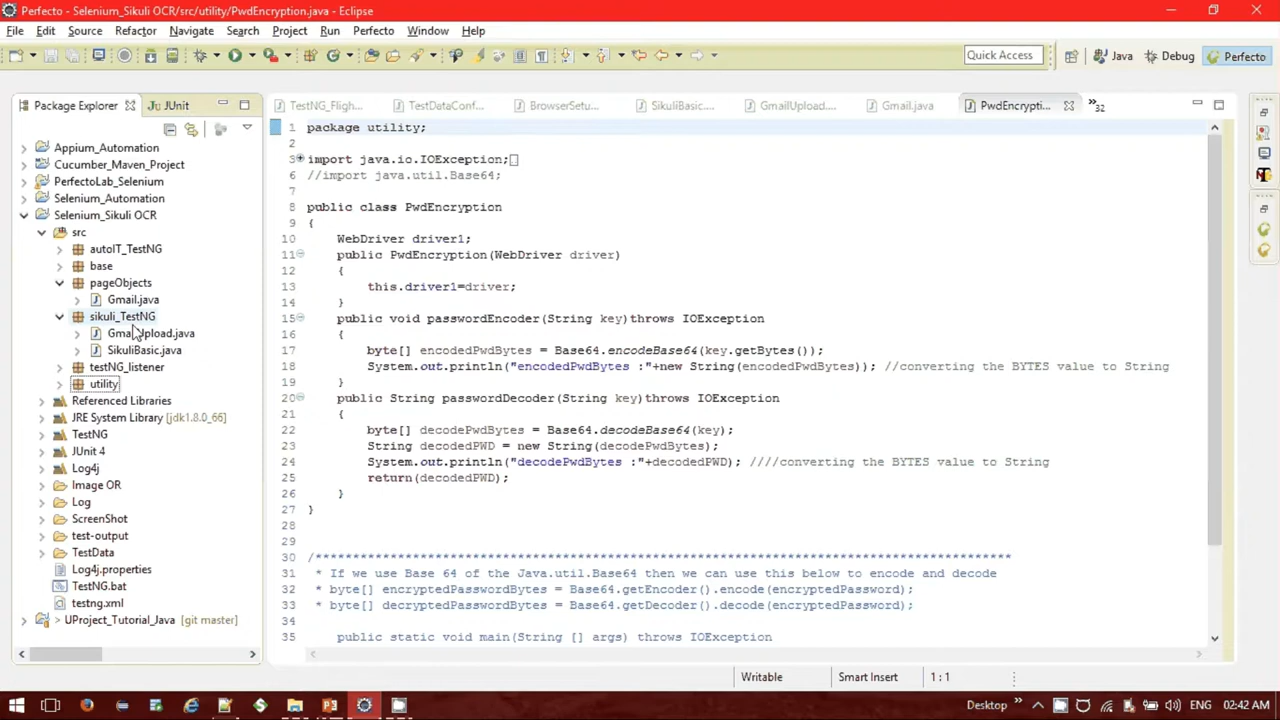 Perfecto - Selenium_Sikuli OCR/src/utility/PwdEncryption.java - Eclipse
File Edit Source Refactor Navigate Search Project Run Perfecto Window Help
Quick Access Java Debug Perfecto
Package Explorer JUnit
TestNG_Fligh... TestDataConf... BrowserSetu... SikuliBasic.... GmailUpload.... Gmail.java PwdEncrypti... »32
Appium_Automation
Cucumber_Maven_Project
PerfectoLab_Selenium
Selenium_Automation
Selenium_Sikuli OCR
src
autoIT_TestNG
base
pageObjects
Gmail.java
sikuli_TestNG
SikuliBasic.java
testNG_listener
utility
Referenced Libraries
JRE System Library [jdk1.8.0_66]
TestNG
JUnit 4
Log4j
Image OR
Log
ScreenShot
test-output
TestData
Log4j.properties
TestNG.bat
testng.xml
> UProject_Tutorial_Java [git master]
1 package utility;
2
3 import java.io.IOException;
6 //import java.util.Base64;
7
8 public class PwdEncryption
9 {
10 WebDriver driver1;
11 public PwdEncryption(WebDriver driver)
12 {
13 this.driver1=driver;
14 }
15 public void passwordEncoder(String key)throws IOException
16 {
17 byte[] encodedPwdBytes = Base64.encodeBase64(key.getBytes());
18 System.out.println("encodedPwdBytes :"+new String(encodedPwdBytes)); //converting the BYTES value to String
19 }
20 public String passwordDecoder(String key)throws IOException
21 {
22 byte[] decodePwdBytes = Base64.decodeBase64(key);
23 String decodedPWD = new String(decodePwdBytes);
24 System.out.println("decodePwdBytes :"+decodedPWD); ////converting the BYTES value to String
25 return(decodedPWD);
26 }
27 }
28
29
30 /*********************************************************************************************
31 * If we use Base 64 of the Java.util.Base64 then we can use this below to encode and decode
32 * byte[] encryptedPasswordBytes = Base64.getEncoder().encode(encryptedPassword);
33 * byte[] decryptedPasswordBytes = Base64.getDecoder().decode(encryptedPassword);
34
35 public static void main(String [] args) throws IOException
Writable Smart Insert 1 : 1
Desktop ENG 02:42 AM